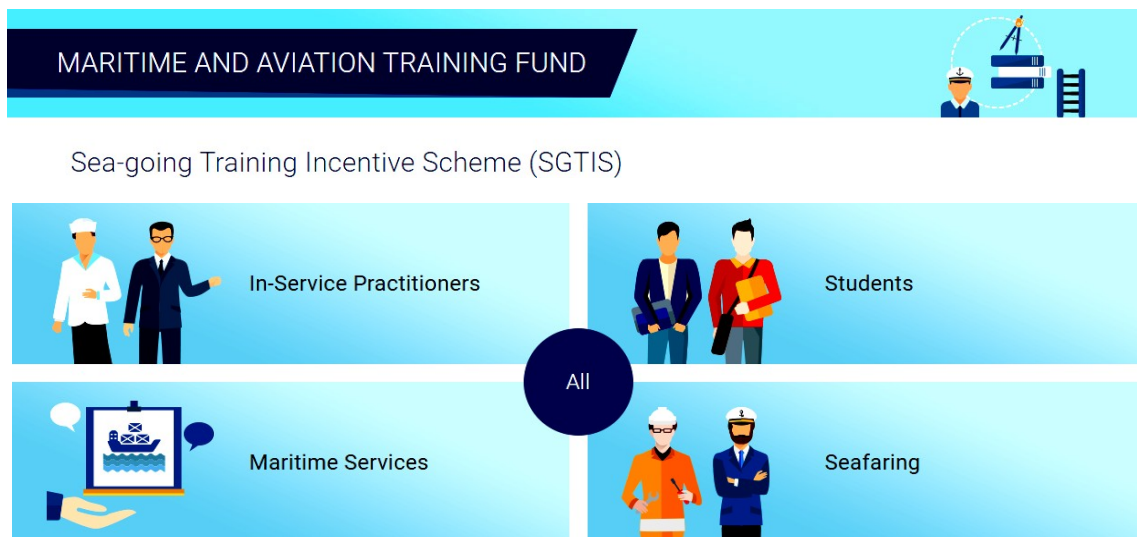 MARITIME AND AVIATION TRAINING FUND
Sea-going Training Incentive Scheme (SGTIS)
In-Service Practitioners
Students
All
Maritime Services
Seafaring